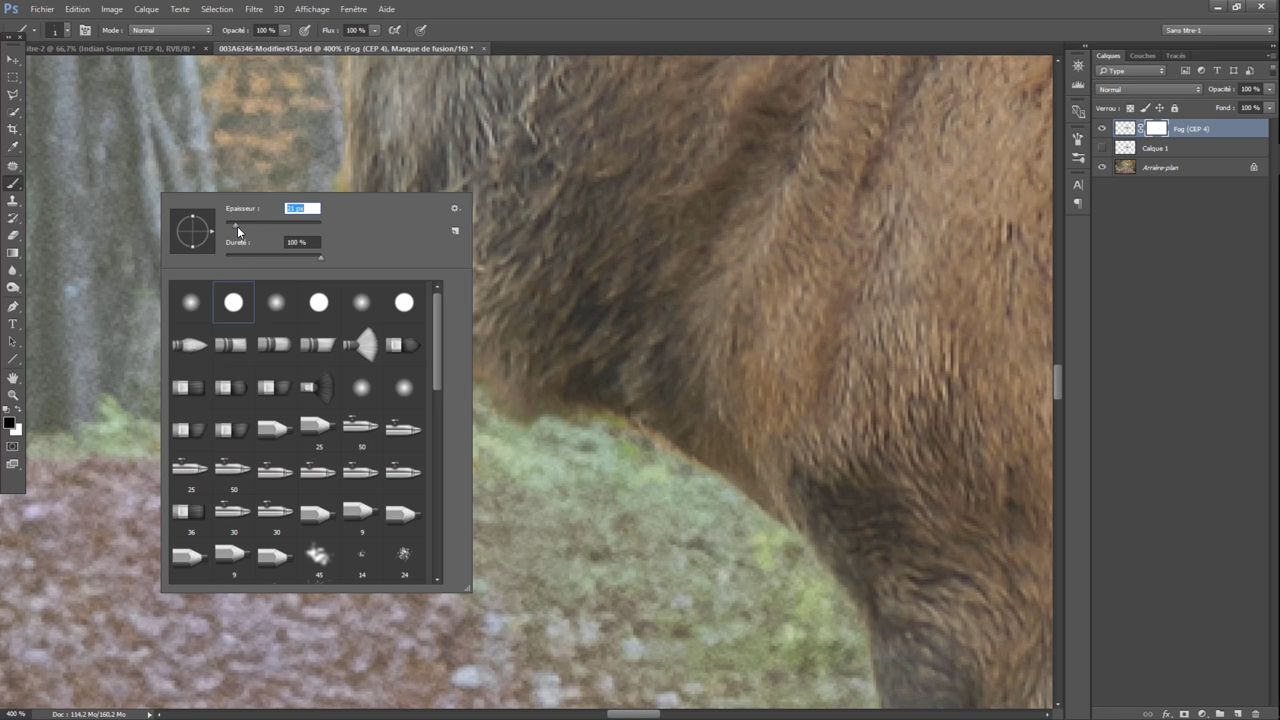 Ps Fichier Edition Image Calque Texte Sélection Filtre 3D Affichage Fenêtre Aide
1 Mode : Normal Opacité : 100 % Flux : 100 % Sans titre-1
tre-2 @ 66,7% (Indian Summer (CEP 4), RVB/8) * × 003A6346-Modifier453.psd @ 400% (Fog (CEP 4), Masque de fusion/16) * ×
Calques Couches Tracés
Type
Normal Opacité : 100 %
Verrou : Fond : 100 %
Fog (CEP 4)
Calque 1
Arrière-plan
Epaisseur : 21 px
Dureté : 100 %
25 50
25 50
36 30 30 9
9 45 14 24
400 % Doc : 114,2 Mo/160,2 Mo